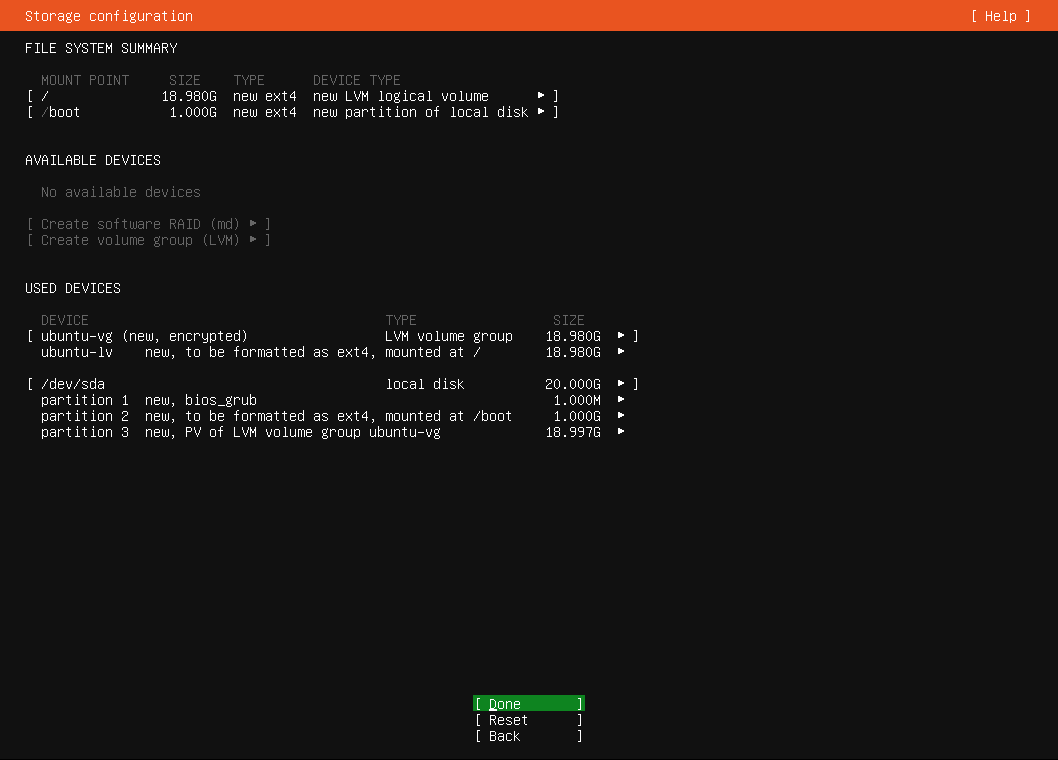 Storage configuration [ Help ]
FILE SYSTEM SUMMARY
MOUNT POINT SIZE TYPE DEVICE TYPE
[ / 18.980G new ext4 new LVM logical volume ▸ ]
[ /boot 1.000G new ext4 new partition of local disk ▸ ]
AVAILABLE DEVICES
No available devices
[ Create software RAID (md) ▸ ]
[ Create volume group (LVM) ▸ ]
USED DEVICES
DEVICE TYPE SIZE
[ ubuntu-vg (new, encrypted) LVM volume group 18.980G ▸ ]
ubuntu-lv new, to be formatted as ext4, mounted at / 18.980G ▸
[ /dev/sda local disk 20.000G ▸ ]
partition 1 new, bios_grub 1.000M ▸
partition 2 new, to be formatted as ext4, mounted at /boot 1.000G ▸
partition 3 new, PV of LVM volume group ubuntu-vg 18.997G ▸
[ Done ]
[ Reset ]
[ Back ]